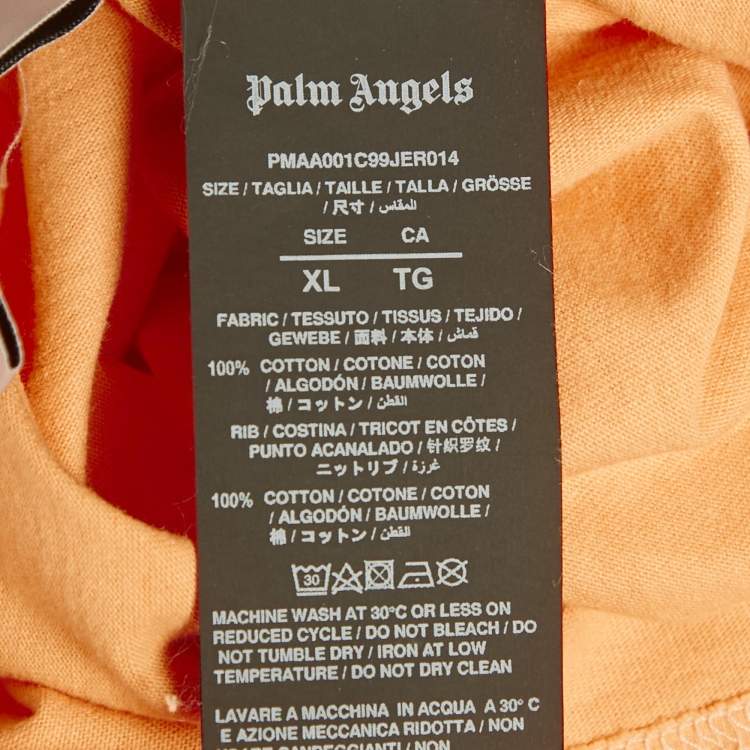 Palm Angels
PMAA001C99JER014
SIZE / TAGLIA / TAILLE / TALLA / GRÖSSE
/ 尺寸 / المقاس
SIZE CA
XL TG
FABRIC / TESSUTO / TISSUS / TEJIDO /
GEWEBE / 面料 / 本体 / قماش
100% COTTON / COTONE / COTON
/ ALGODÓN / BAUMWOLLE /
棉 / コットン / القطن
RIB / COSTINA / TRICOT EN CÔTES /
PUNTO ACANALADO / 针织罗纹 /
ニットリブ / غرزة
100% COTTON / COTONE / COTON
/ ALGODÓN / BAUMWOLLE /
棉 / コットン / القطن
30
MACHINE WASH AT 30°C OR LESS ON
REDUCED CYCLE / DO NOT BLEACH / DO
NOT TUMBLE DRY / IRON AT LOW
TEMPERATURE / DO NOT DRY CLEAN
LAVARE A MACCHINA IN ACQUA A 30° C
E AZIONE MECCANICA RIDOTTA / NON
USARE CANDEGGIANTI / NON